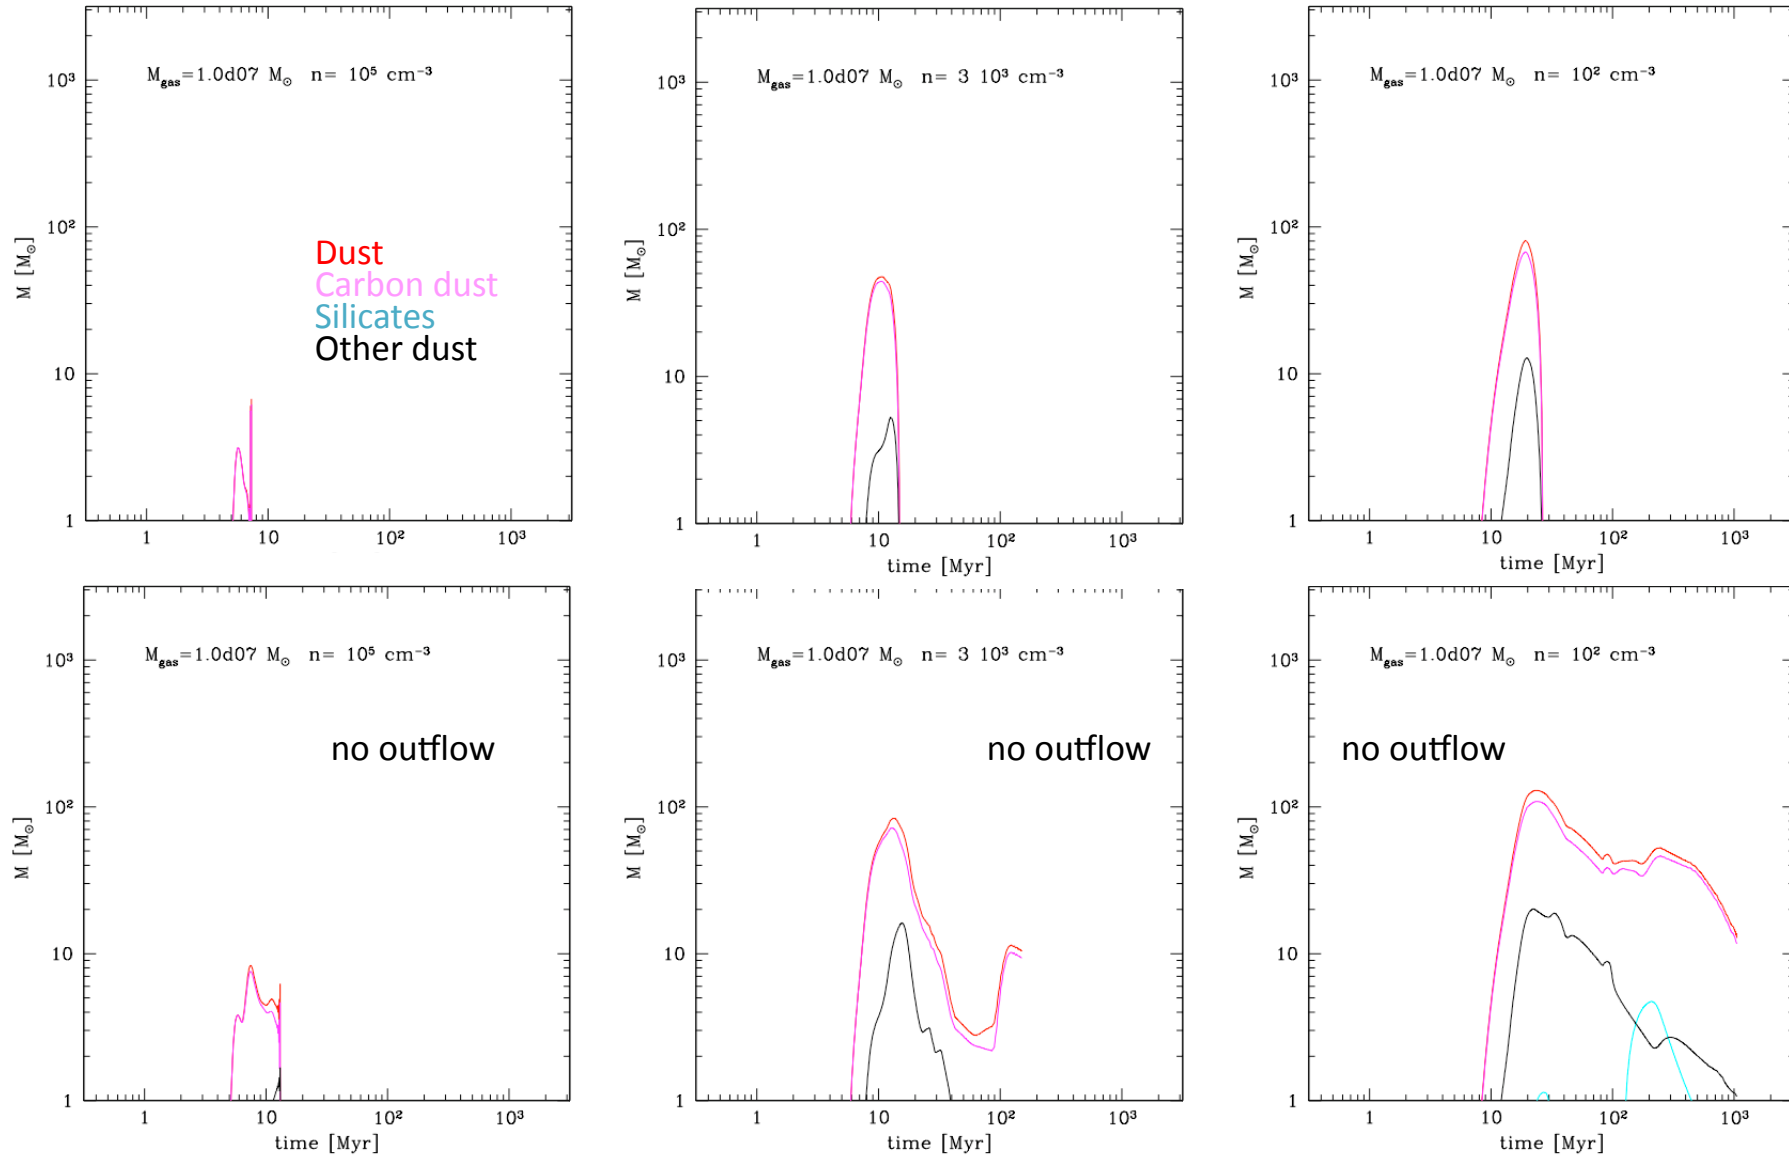 M_gas=1.0d07 M_⊙ n= 10⁵ cm⁻³
10³
10²
10
1
M [M_⊙]
Dust
Carbon dust
Silicates
Other dust
1 10 10² 10³
M_gas=1.0d07 M_⊙ n= 3 10³ cm⁻³
10³
10²
10
1
M [M_⊙]
1 10 10² 10³
time [Myr]
M_gas=1.0d07 M_⊙ n= 10² cm⁻³
10³
10²
10
1
M [M_⊙]
1 10 10² 10³
time [Myr]
M_gas=1.0d07 M_⊙ n= 10⁵ cm⁻³
no outflow
10³
10²
10
1
M [M_⊙]
1 10 10² 10³
time [Myr]
M_gas=1.0d07 M_⊙ n= 3 10³ cm⁻³
no outflow
10³
10²
10
1
M [M_⊙]
1 10 10² 10³
time [Myr]
M_gas=1.0d07 M_⊙ n= 10² cm⁻³
no outflow
10³
10²
10
1
M [M_⊙]
1 10 10² 10³
time [Myr]